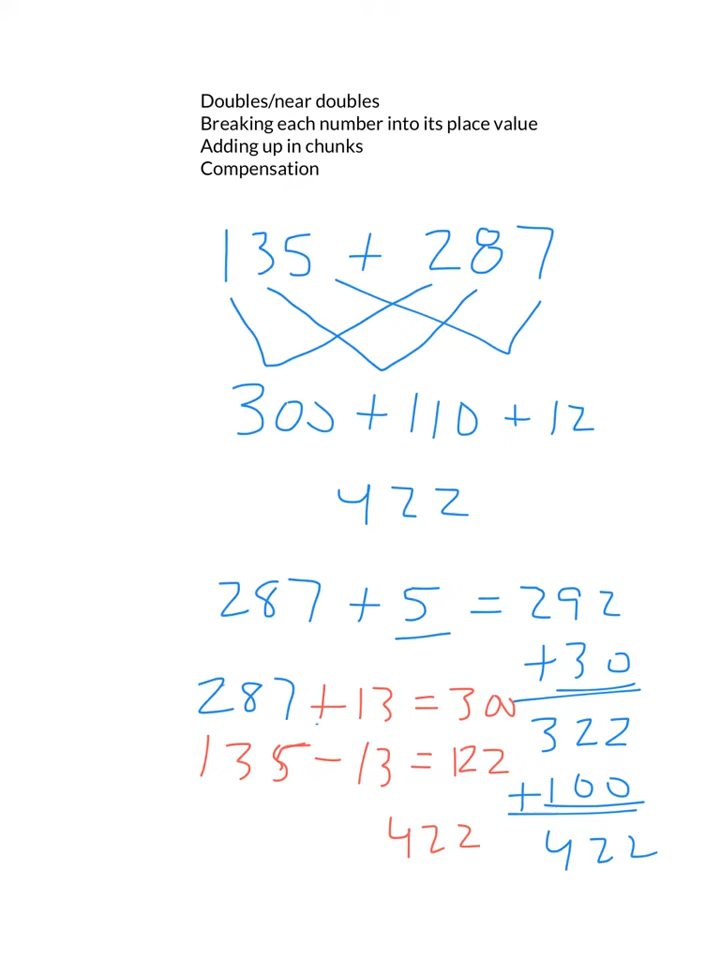 Doubles/near doubles
Breaking each number into its place value
Adding up in chunks
Compensation
135 + 287
300 + 110 + 12
422
287 + 5 = 292
+30
287 + 13 = 300
322
135 - 13 = 122
+100
422
422